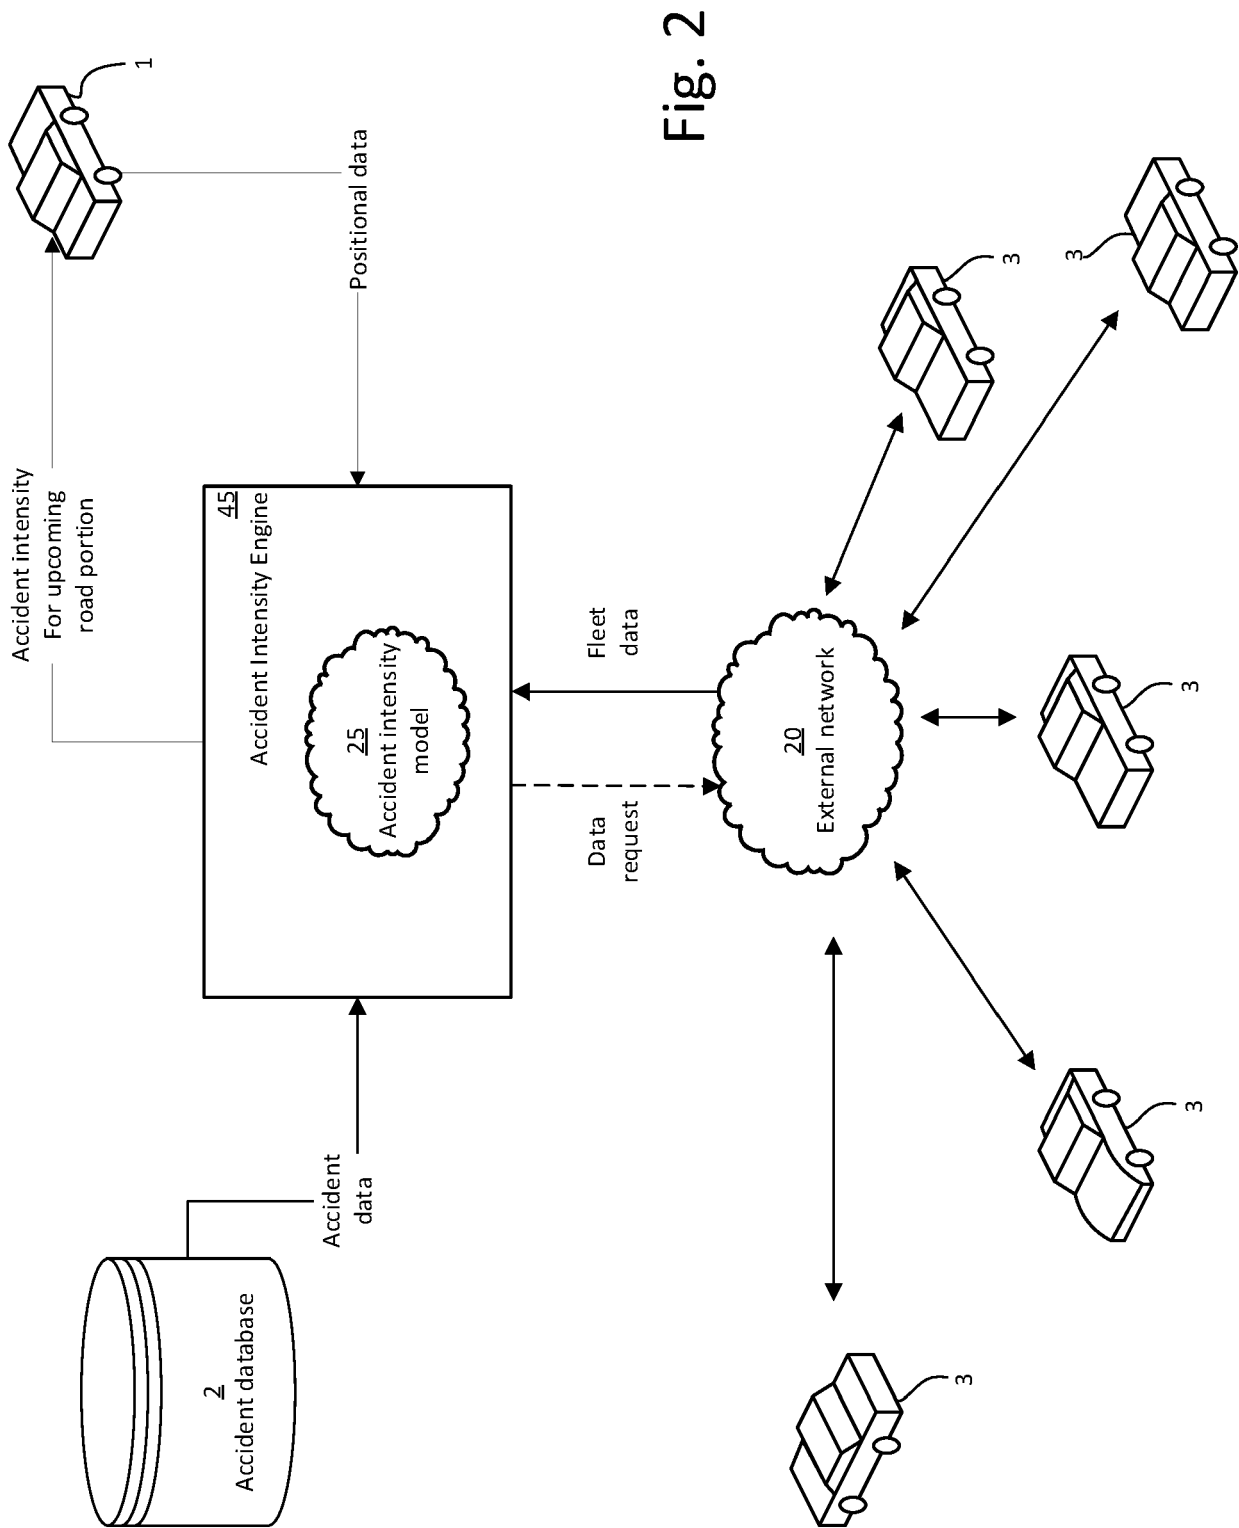 2
Accident database
Accident
data
Accident intensity
For upcoming
road portion
1
Positional data
45
Accident Intensity Engine
25
Accident intensity
model
Data
request
Fleet
data
20
External network
3
3
3
3
3
Fig. 2